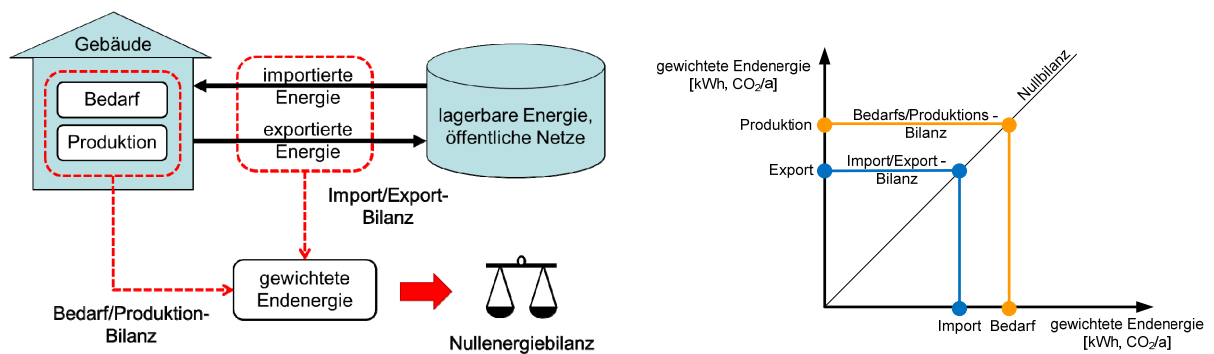 Gebäude
Bedarf
Produktion
importierte
Energie
exportierte
Energie
lagerbare Energie,
öffentliche Netze
Import/Export-
Bilanz
gewichtete
Endenergie
Bedarf/Produktion-
Bilanz
Nullenergiebilanz
gewichtete Endenergie
[kWh, CO₂/a]
Nullbilanz
Produktion
Bedarfs/Produktions -
Bilanz
Export
Import/Export -
Bilanz
Import
Bedarf
gewichtete Endenergie
[kWh, CO₂/a]